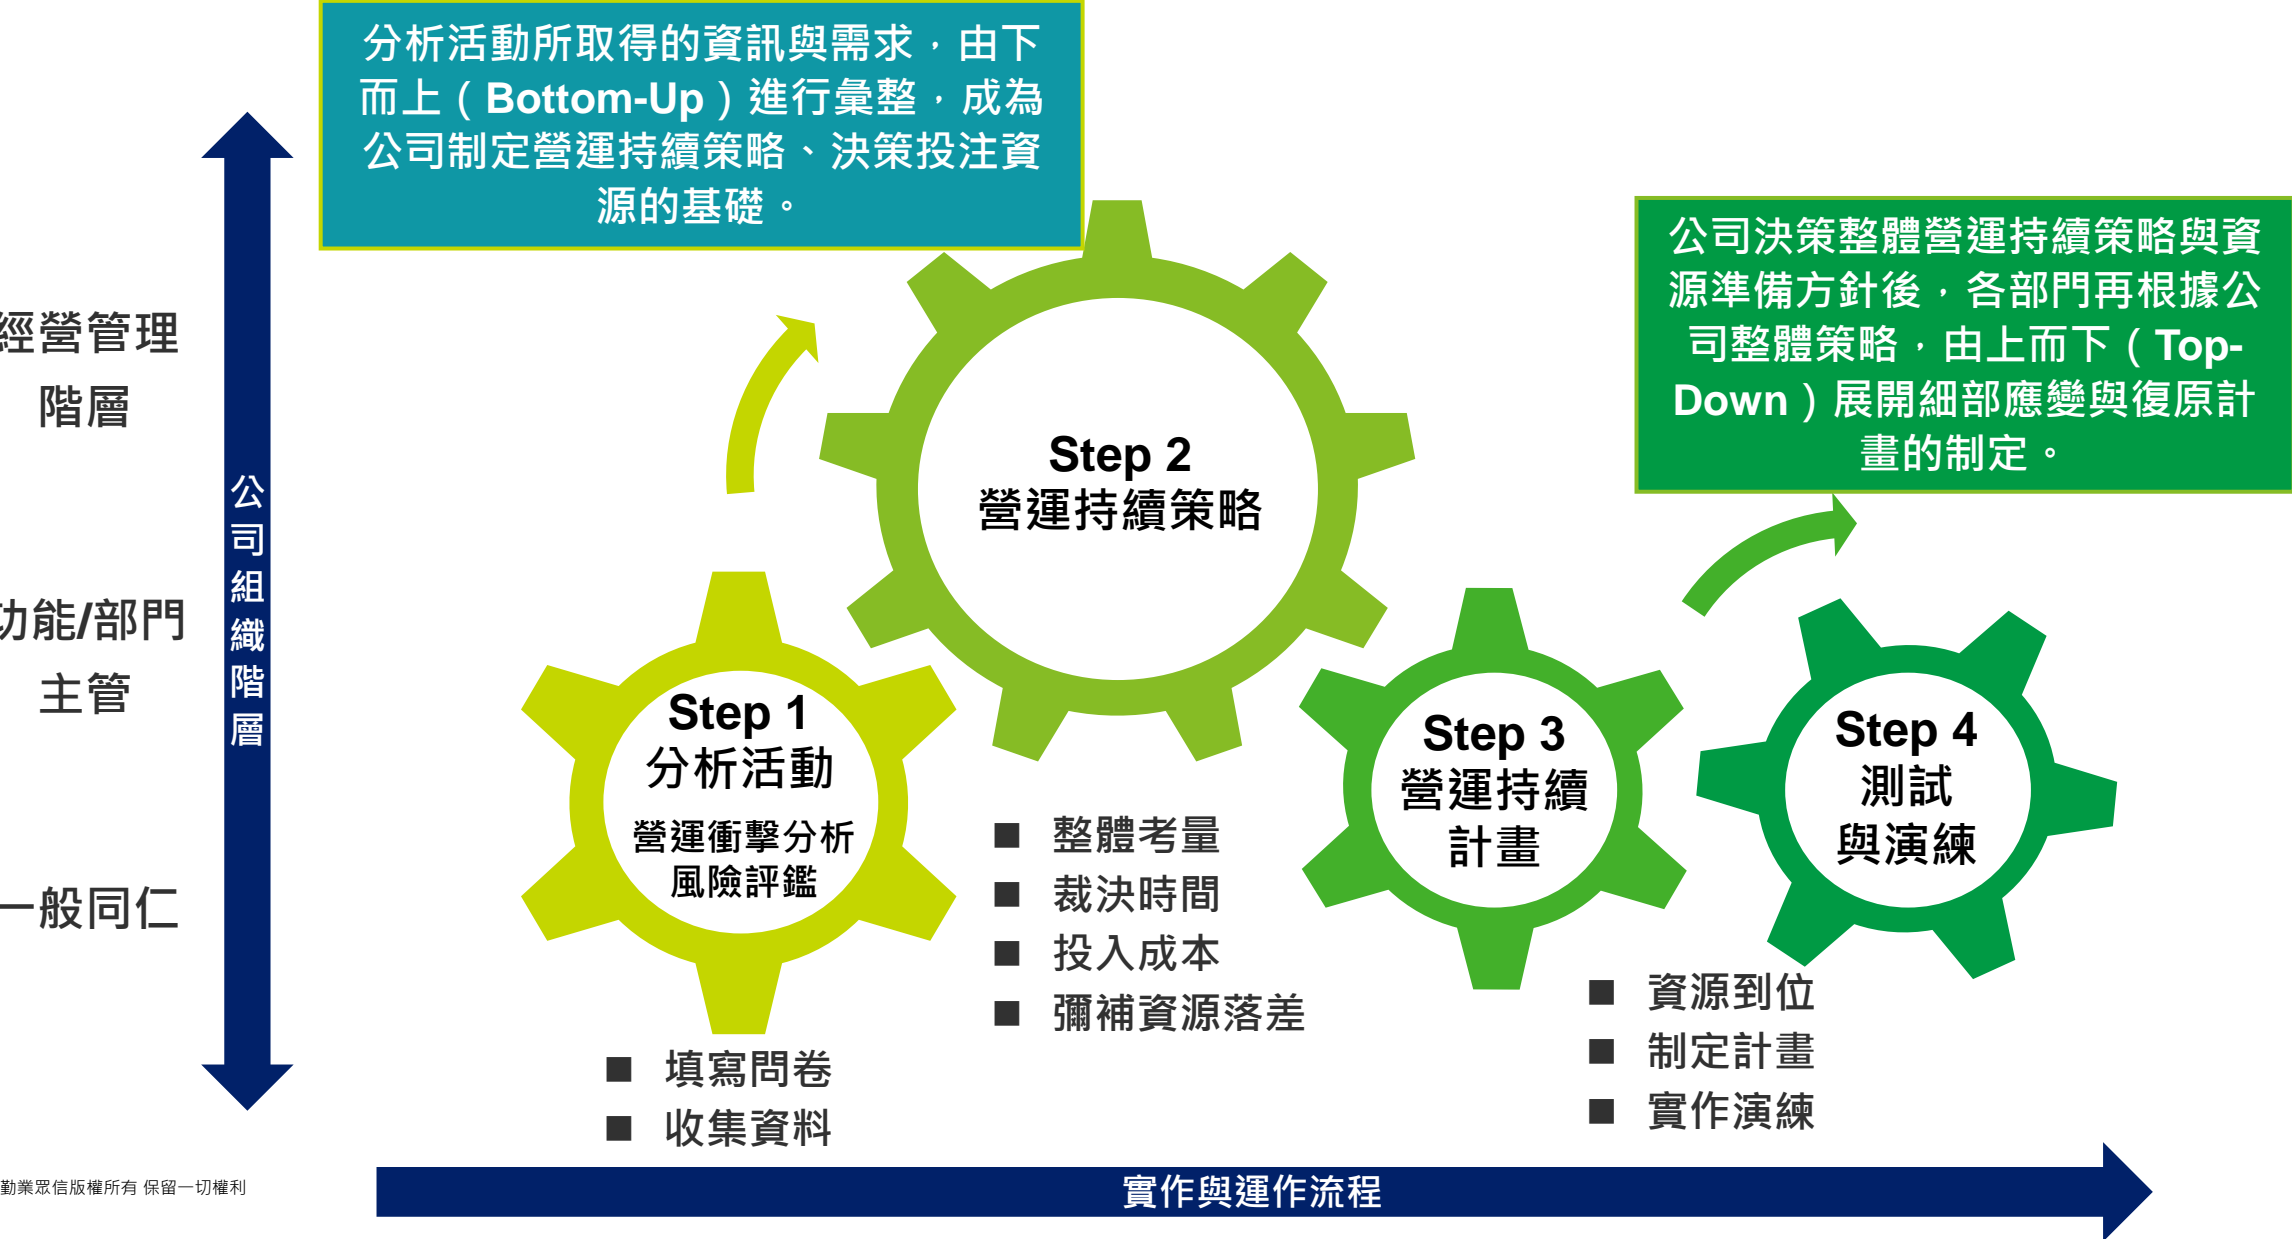 分析活動所取得的資訊與需求，由下
而上（Bottom-Up）進行彙整，成為
公司制定營運持續策略、決策投注資
源的基礎。
公司決策整體營運持續策略與資
源準備方針後，各部門再根據公
司整體策略，由上而下（Top-
Down）展開細部應變與復原計
畫的制定。
經營管理
階層
功能/部門
主管
一般同仁
公司組織階層
Step 1
分析活動
營運衝擊分析
風險評鑑
■ 填寫問卷
■ 收集資料
Step 2
營運持續策略
■ 整體考量
■ 裁決時間
■ 投入成本
■ 彌補資源落差
Step 3
營運持續
計畫
Step 4
測試
與演練
■ 資源到位
■ 制定計畫
■ 實作演練
實作與運作流程
勤業眾信版權所有 保留一切權利